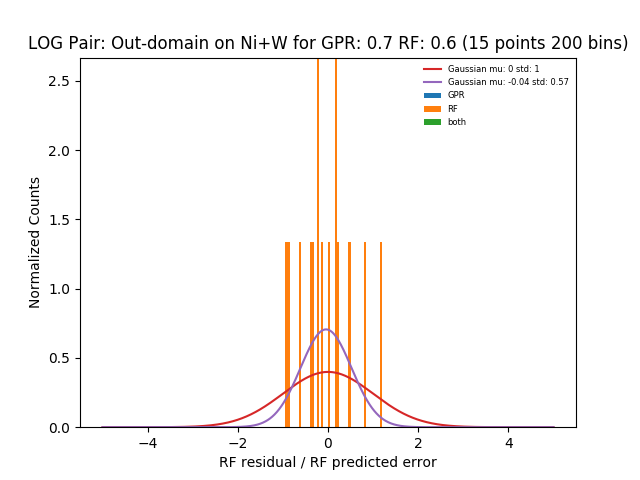 LOG Pair: Out-domain on Ni+W for GPR: 0.7 RF: 0.6 (15 points 200 bins)
Gaussian mu: 0 std: 1
Gaussian mu: -0.04 std: 0.57
GPR
RF
both
Normalized Counts
2.5
2.0
1.5
1.0
0.5
0.0
−4 −2 0 2 4
RF residual / RF predicted error